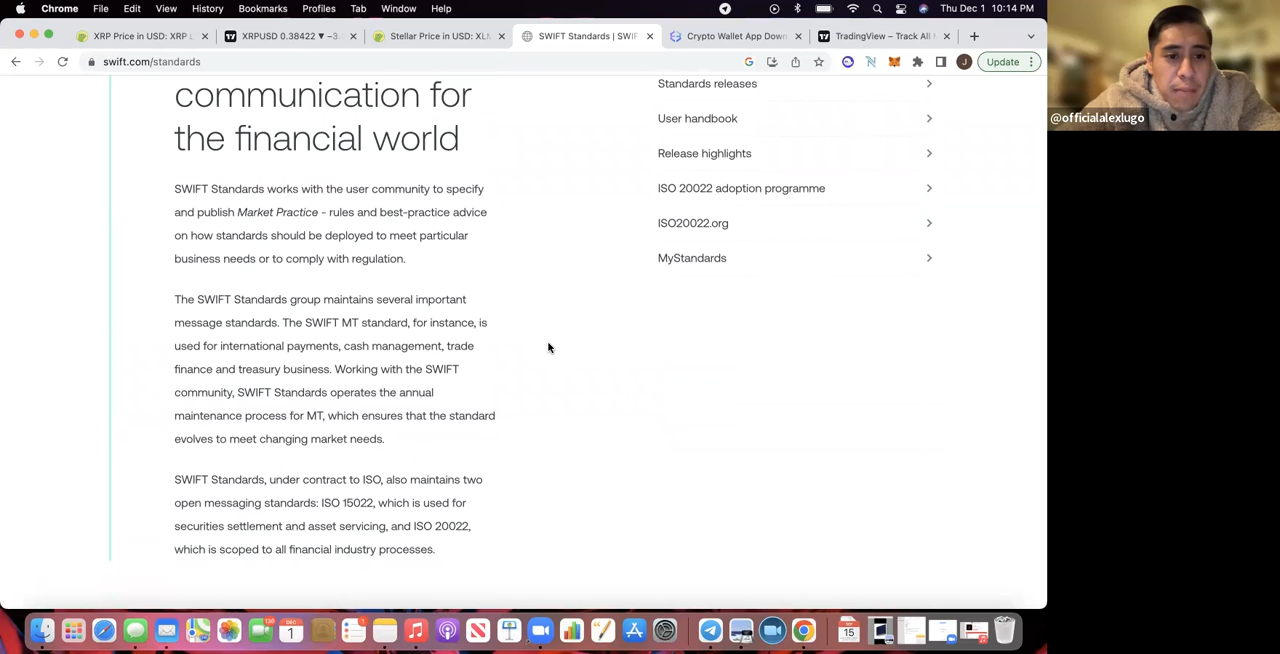 Chrome File Edit View History Bookmarks Profiles Tab Window Help Thu Dec 1 10:14 PM
XRP Price in USD: XRP XRPUSD 0.38422 ▼ −3. Stellar Price in USD: XLM SWIFT Standards | SWIF Crypto Wallet App Down TradingView – Track All
swift.com/standards
J
Update
communication for
the financial world
SWIFT Standards works with the user community to specify
and publish Market Practice - rules and best-practice advice
on how standards should be deployed to meet particular
business needs or to comply with regulation.
The SWIFT Standards group maintains several important
message standards. The SWIFT MT standard, for instance, is
used for international payments, cash management, trade
finance and treasury business. Working with the SWIFT
community, SWIFT Standards operates the annual
maintenance process for MT, which ensures that the standard
evolves to meet changing market needs.
SWIFT Standards, under contract to ISO, also maintains two
open messaging standards: ISO 15022, which is used for
securities settlement and asset servicing, and ISO 20022,
which is scoped to all financial industry processes.
Standards releases
User handbook
Release highlights
ISO 20022 adoption programme
ISO20022.org
MyStandards
@officialalexlugo
DEC
1
15